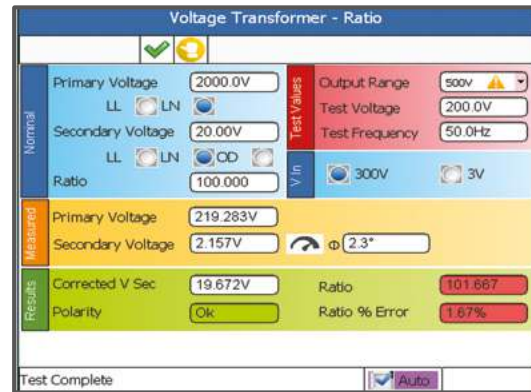 Voltage Transformer - Ratio
Nominal
Primary Voltage 2000.0V
LL LN
Secondary Voltage 20.00V
LL LN OD
Ratio 100.000
Test Values
Output Range 500V
Test Voltage 200.0V
Test Frequency 50.0Hz
V In
300V 3V
Measured
Primary Voltage 219.283V
Secondary Voltage 2.157V Φ 2.3°
Results
Corrected V Sec 19.672V Ratio 101.667
Polarity Ok Ratio % Error 1.67%
Test Complete Auto